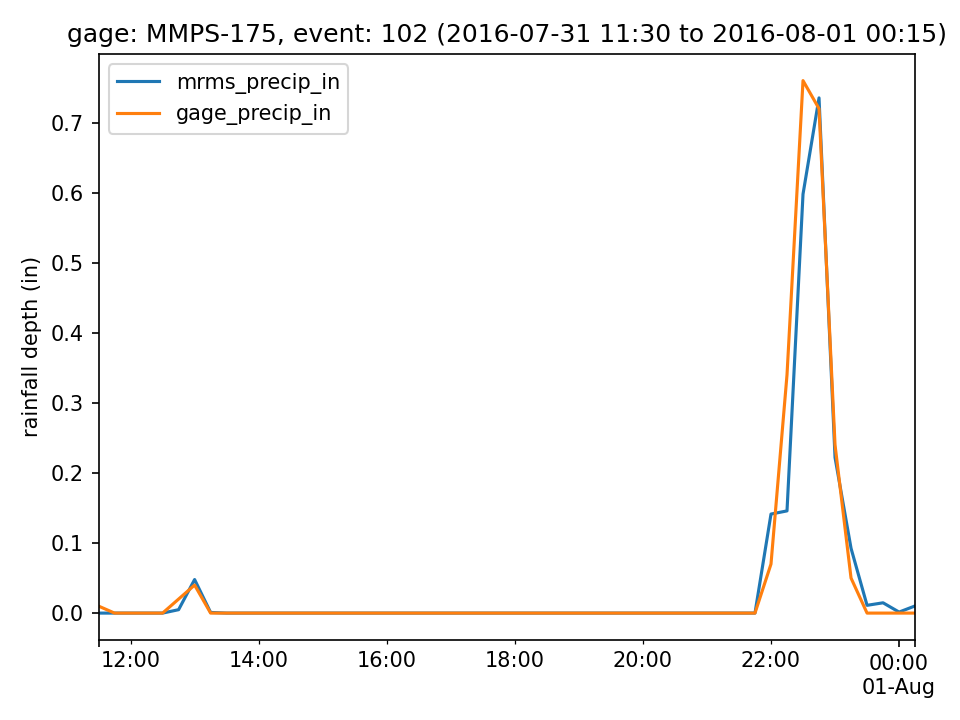 gage: MMPS-175, event: 102 (2016-07-31 11:30 to 2016-08-01 00:15)
mrms_precip_in
gage_precip_in
rainfall depth (in)
0.7
0.6
0.5
0.4
0.3
0.2
0.1
0.0
12:00 14:00 16:00 18:00 20:00 22:00 00:00
01-Aug